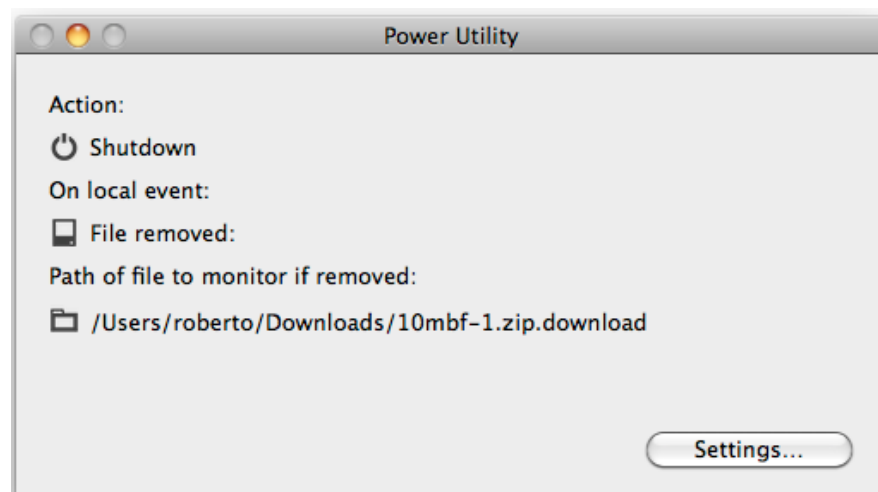 Power Utility
Action:
Shutdown
On local event:
File removed:
Path of file to monitor if removed:
/Users/roberto/Downloads/10mbf-1.zip.download
Settings...